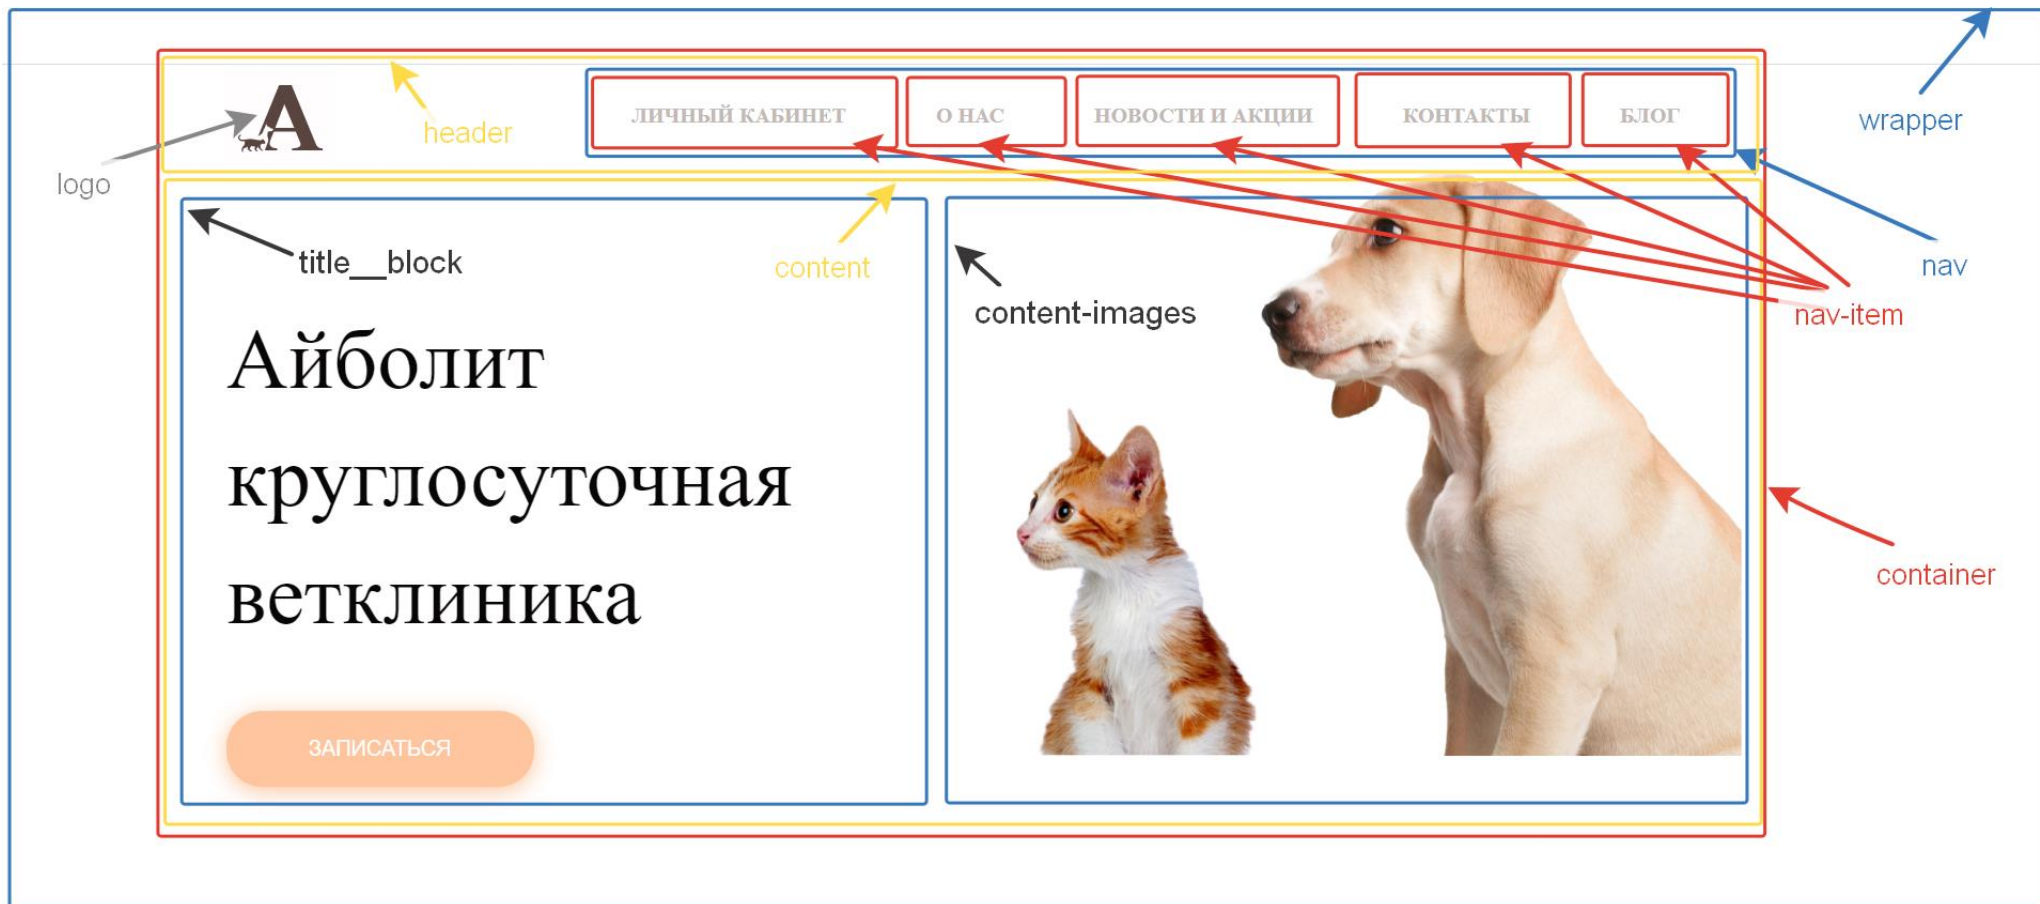 wrapper
header
ЛИЧНЫЙ КАБИНЕТ
О НАС
НОВОСТИ И АКЦИИ
КОНТАКТЫ
БЛОГ
A
logo
title__block
content
nav
content-images
nav-item
Айболит
круглосуточная
ветклиника
container
ЗАПИСАТЬСЯ